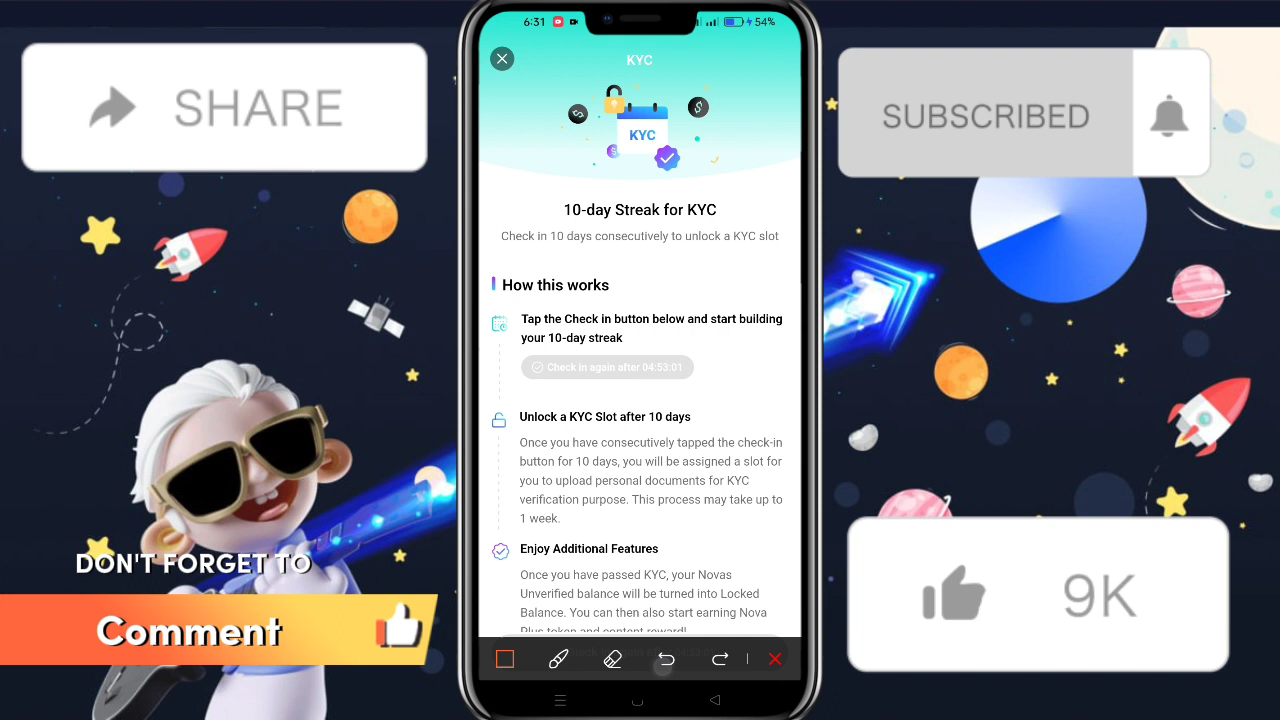 SHARE
6:31
54%
KYC
KYC
10-day Streak for KYC
Check in 10 days consecutively to unlock a KYC slot
How this works
Tap the Check in button below and start building
your 10-day streak
Check in again after 04:53:01
Unlock a KYC Slot after 10 days
Once you have consecutively tapped the check-in
button for 10 days, you will be assigned a slot for
you to upload personal documents for KYC
verification purpose. This process may take up to
1 week.
Enjoy Additional Features
Once you have passed KYC, your Novas
Unverified balance will be turned into Locked
Balance. You can then also start earning Nova
Plus token and content reward!
SUBSCRIBED
9K
DON'T FORGET TO
Comment